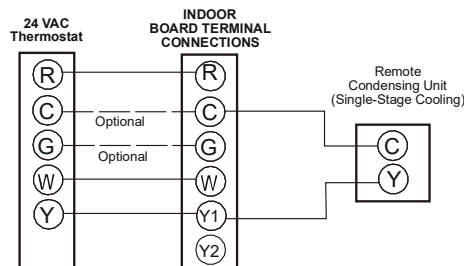 24 VAC
Thermostat
INDOOR
BOARD TERMINAL
CONNECTIONS
Remote
Condensing Unit
(Single-Stage Cooling)
R
R
C
Optional
C
C
G
Optional
G
Y
W
W
Y
Y1
Y2